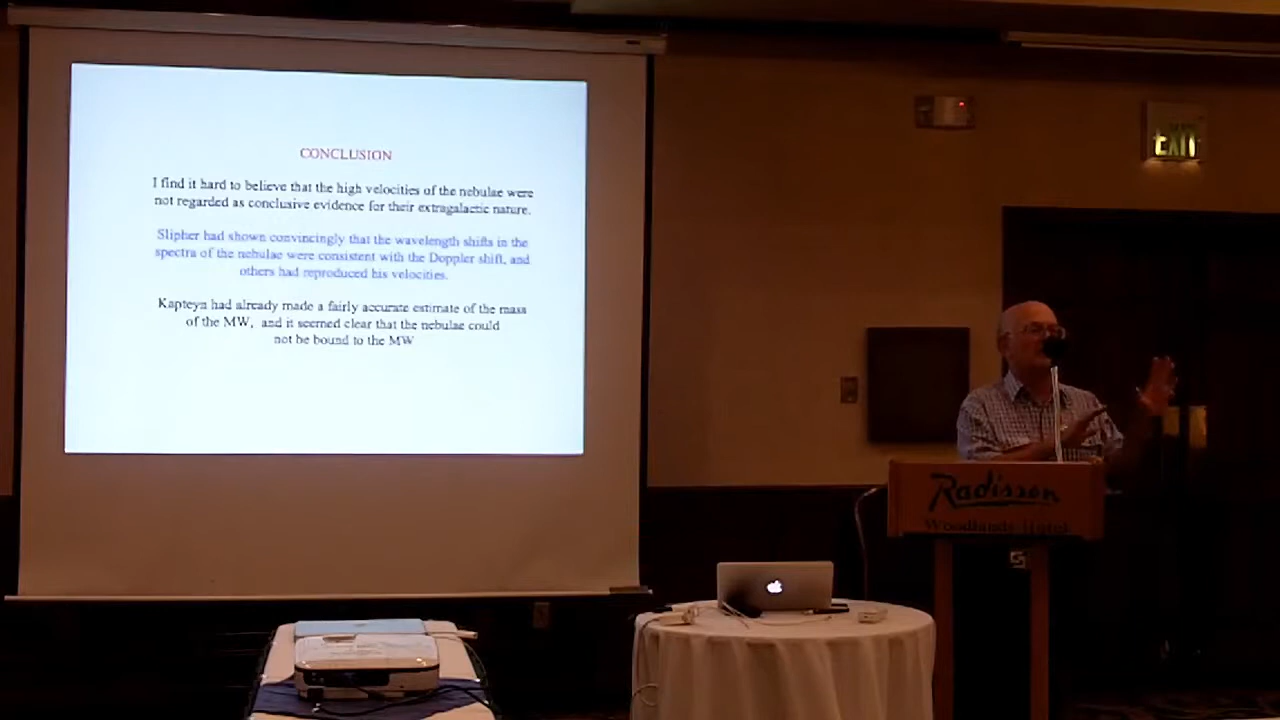 CONCLUSION
I find it hard to believe that the high velocities of the nebulae were
not regarded as conclusive evidence for their extragalactic nature.
Slipher had shown convincingly that the wavelength shifts in the
spectra of the nebulae were consistent with the Doppler shift, and
others had reproduced his velocities.
Kapteyn had already made a fairly accurate estimate of the mass
of the MW, and it seemed clear that the nebulae could
not be bound to the MW
EXIT
Radisson
Woodlands Hotel